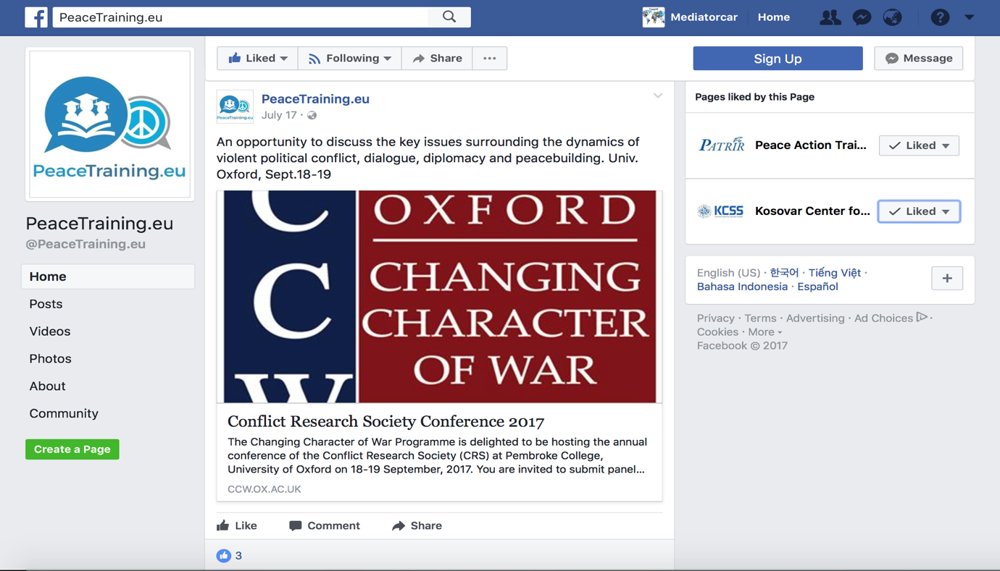 PeaceTraining.eu
Mediatorcar
Home
PeaceTraining.eu
PeaceTraining.eu
@PeaceTraining.eu
Home
Posts
Videos
Photos
About
Community
Create a Page
Liked
Following
Share
Sign Up
Message
PeaceTraining.eu
PeaceTraining.eu
July 17 ·
An opportunity to discuss the key issues surrounding the dynamics of
violent political conflict, dialogue, diplomacy and peacebuilding. Univ.
Oxford, Sept.18-19
C
C
W
OXFORD
CHANGING
CHARACTER
OF WAR
Conflict Research Society Conference 2017
The Changing Character of War Programme is delighted to be hosting the annual
conference of the Conflict Research Society (CRS) at Pembroke College,
University of Oxford on 18-19 September, 2017. You are invited to submit panel...
CCW.OX.AC.UK
Like
Comment
Share
3
Pages liked by this Page
PATRIR
Peace Action Trai...
Liked
KCSS
Kosovar Center fo...
Liked
English (US) · 한국어 · Tiếng Việt ·
Bahasa Indonesia · Español
Privacy · Terms · Advertising · Ad Choices ·
Cookies · More
Facebook © 2017